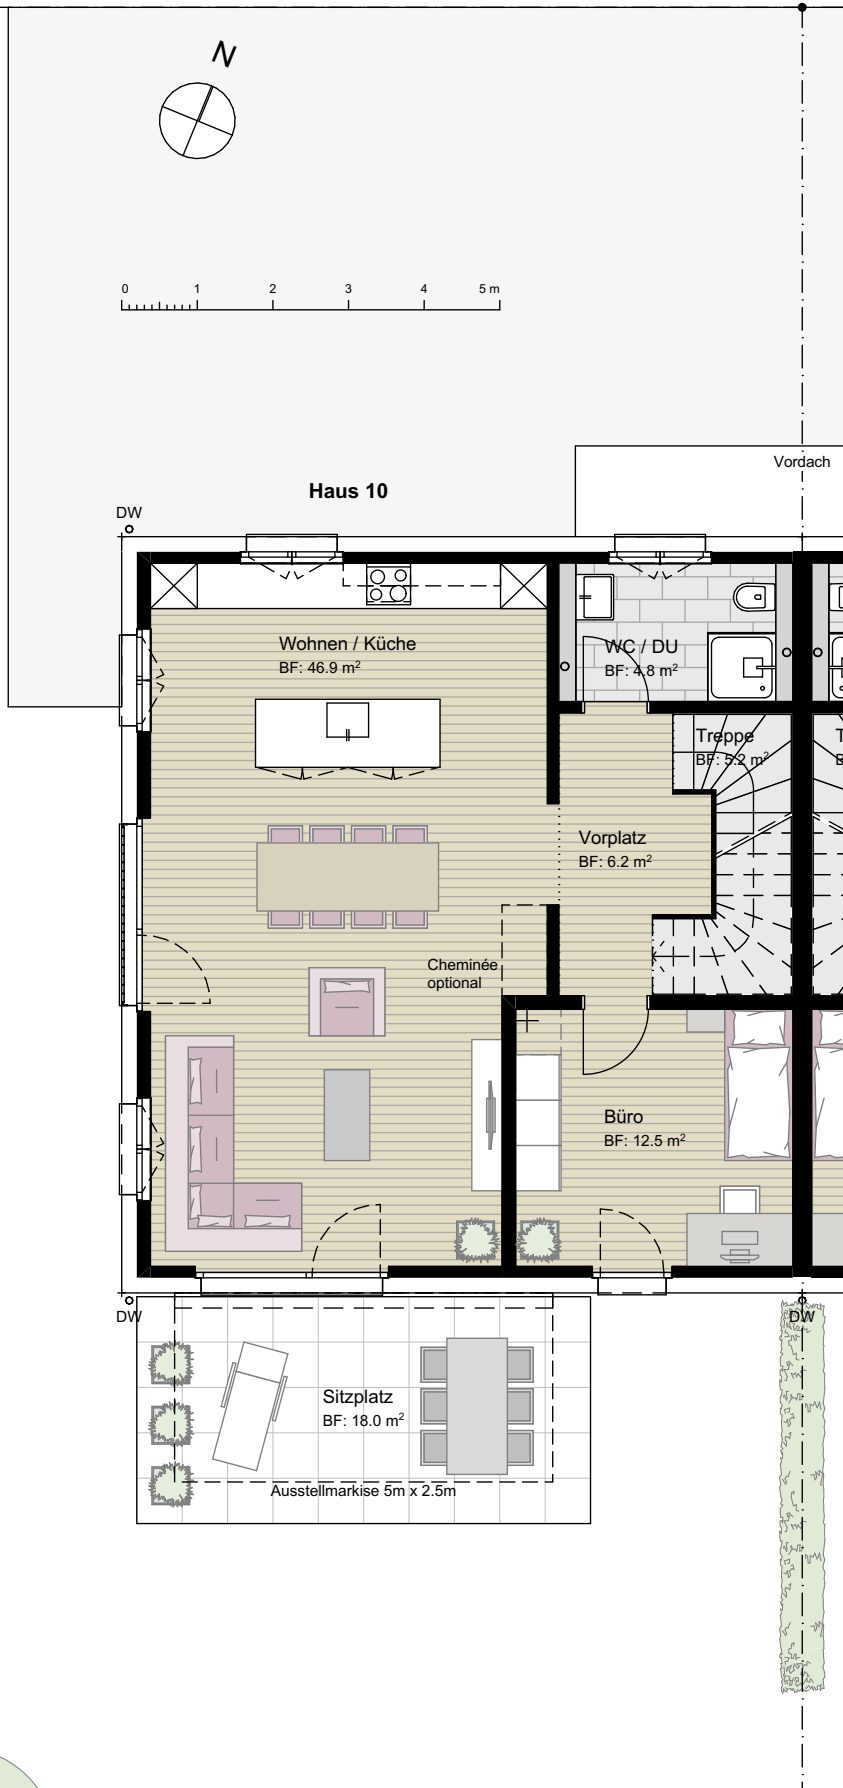 N
0 1 2 3 4 5 m
Vordach
Haus 10
DW
Wohnen / Küche
BF: 46.9 m²
WC / DU
BF: 4.8 m²
Treppe
BF: 5.2 m²
T
B
Vorplatz
BF: 6.2 m²
Cheminée
optional
Büro
BF: 12.5 m²
DW
DW
Sitzplatz
BF: 18.0 m²
Ausstellmarkise 5m x 2.5m